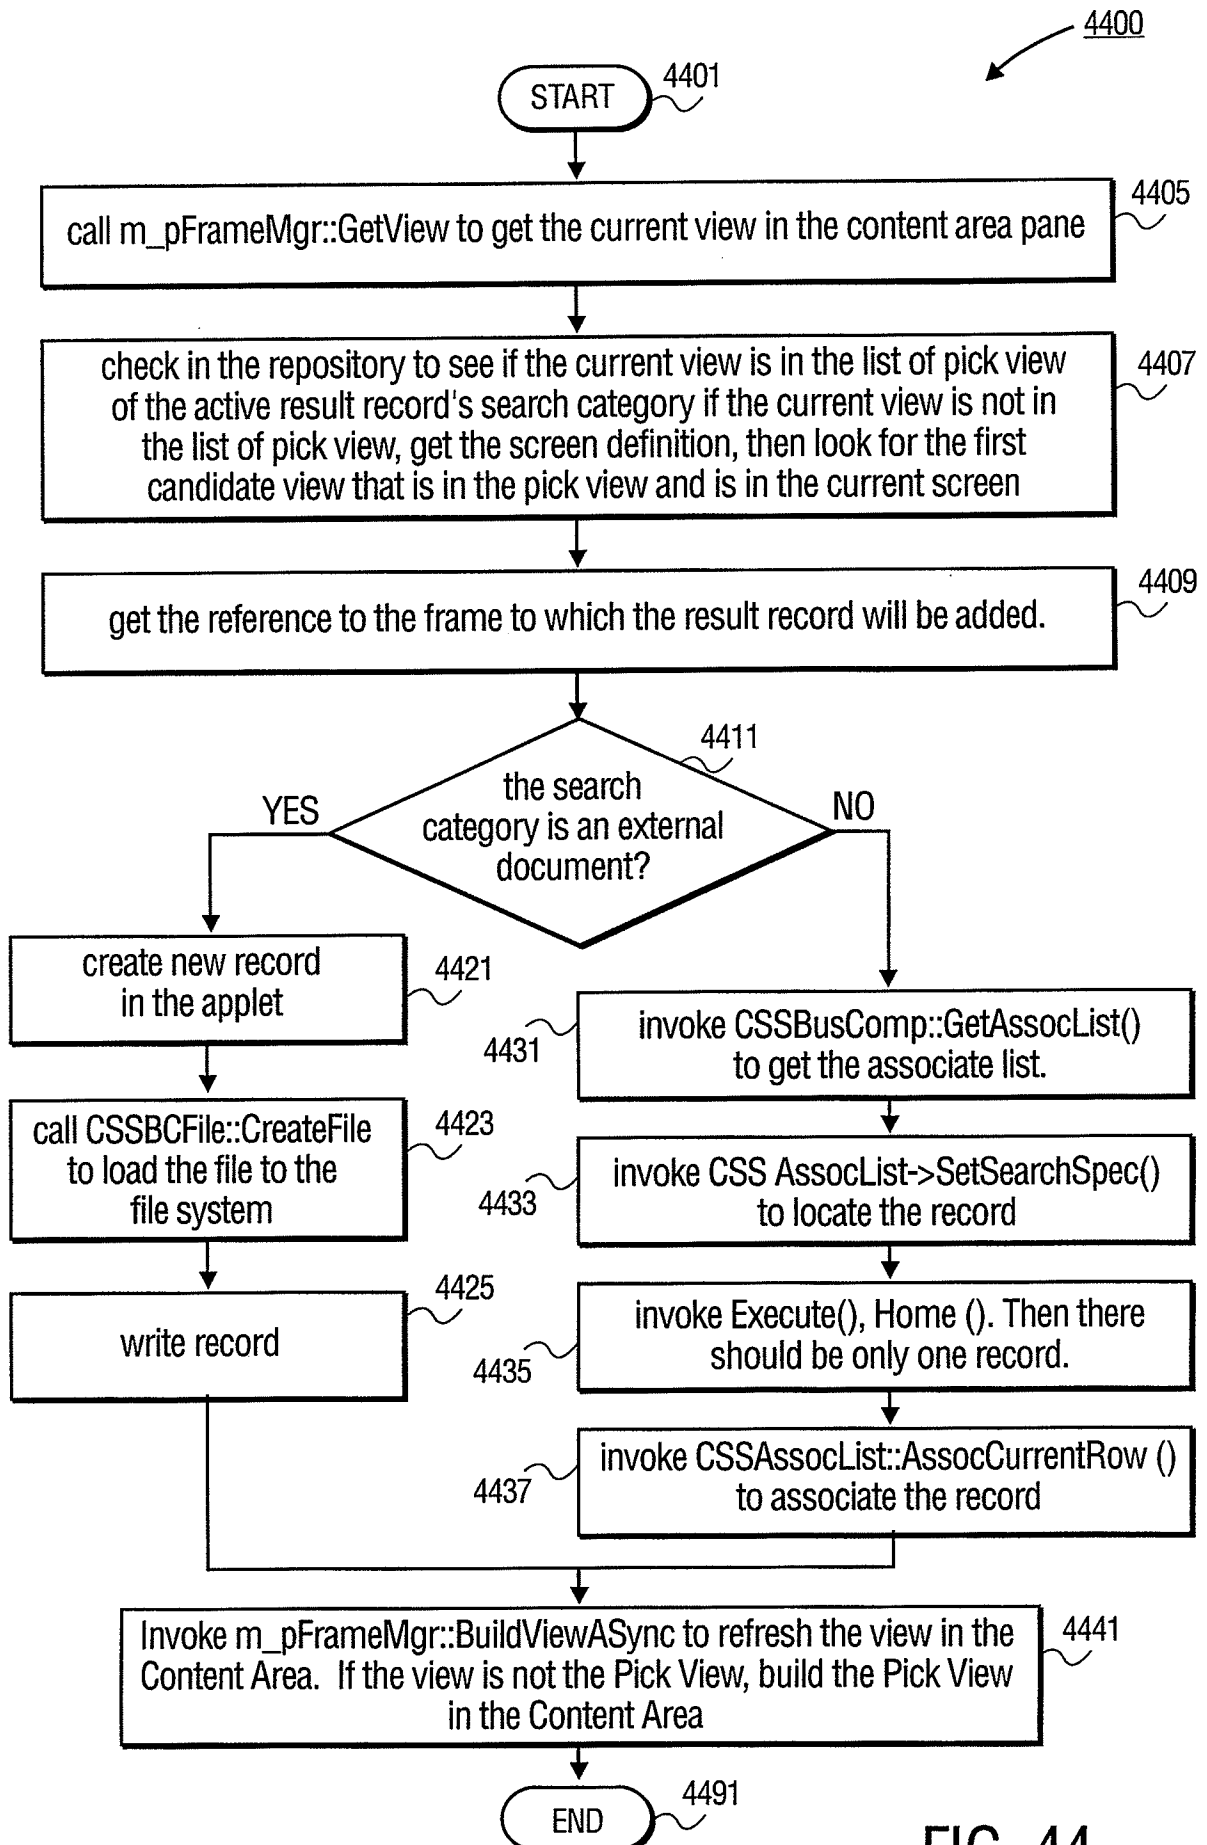 4400
START
4401
call m_pFrameMgr::GetView to get the current view in the content area pane
4405
check in the repository to see if the current view is in the list of pick view
of the active result record's search category if the current view is not in
the list of pick view, get the screen definition, then look for the first
candidate view that is in the pick view and is in the current screen
4407
get the reference to the frame to which the result record will be added.
4409
4411
the search
category is an external
document?
YES
NO
create new record
in the applet
4421
call CSSBCFile::CreateFile
to load the file to the
file system
4423
write record
4425
invoke CSSBusComp::GetAssocList()
to get the associate list.
4431
invoke CSS AssocList->SetSearchSpec()
to locate the record
4433
invoke Execute(), Home (). Then there
should be only one record.
4435
invoke CSSAssocList::AssocCurrentRow ()
to associate the record
4437
Invoke m_pFrameMgr::BuildViewASync to refresh the view in the
Content Area. If the view is not the Pick View, build the Pick View
in the Content Area
4441
END
4491
FIG. 44